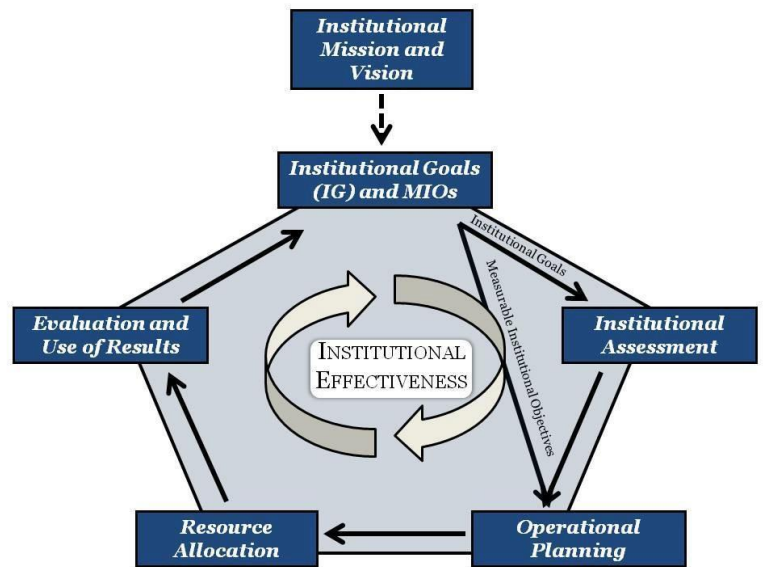 Institutional
Mission and
Vision
Institutional Goals
(IG) and MIOs
Institutional Goals
Measurable Institutional Objectives
Evaluation and
Use of Results
INSTITUTIONAL
EFFECTIVENESS
Institutional
Assessment
Resource
Allocation
Operational
Planning